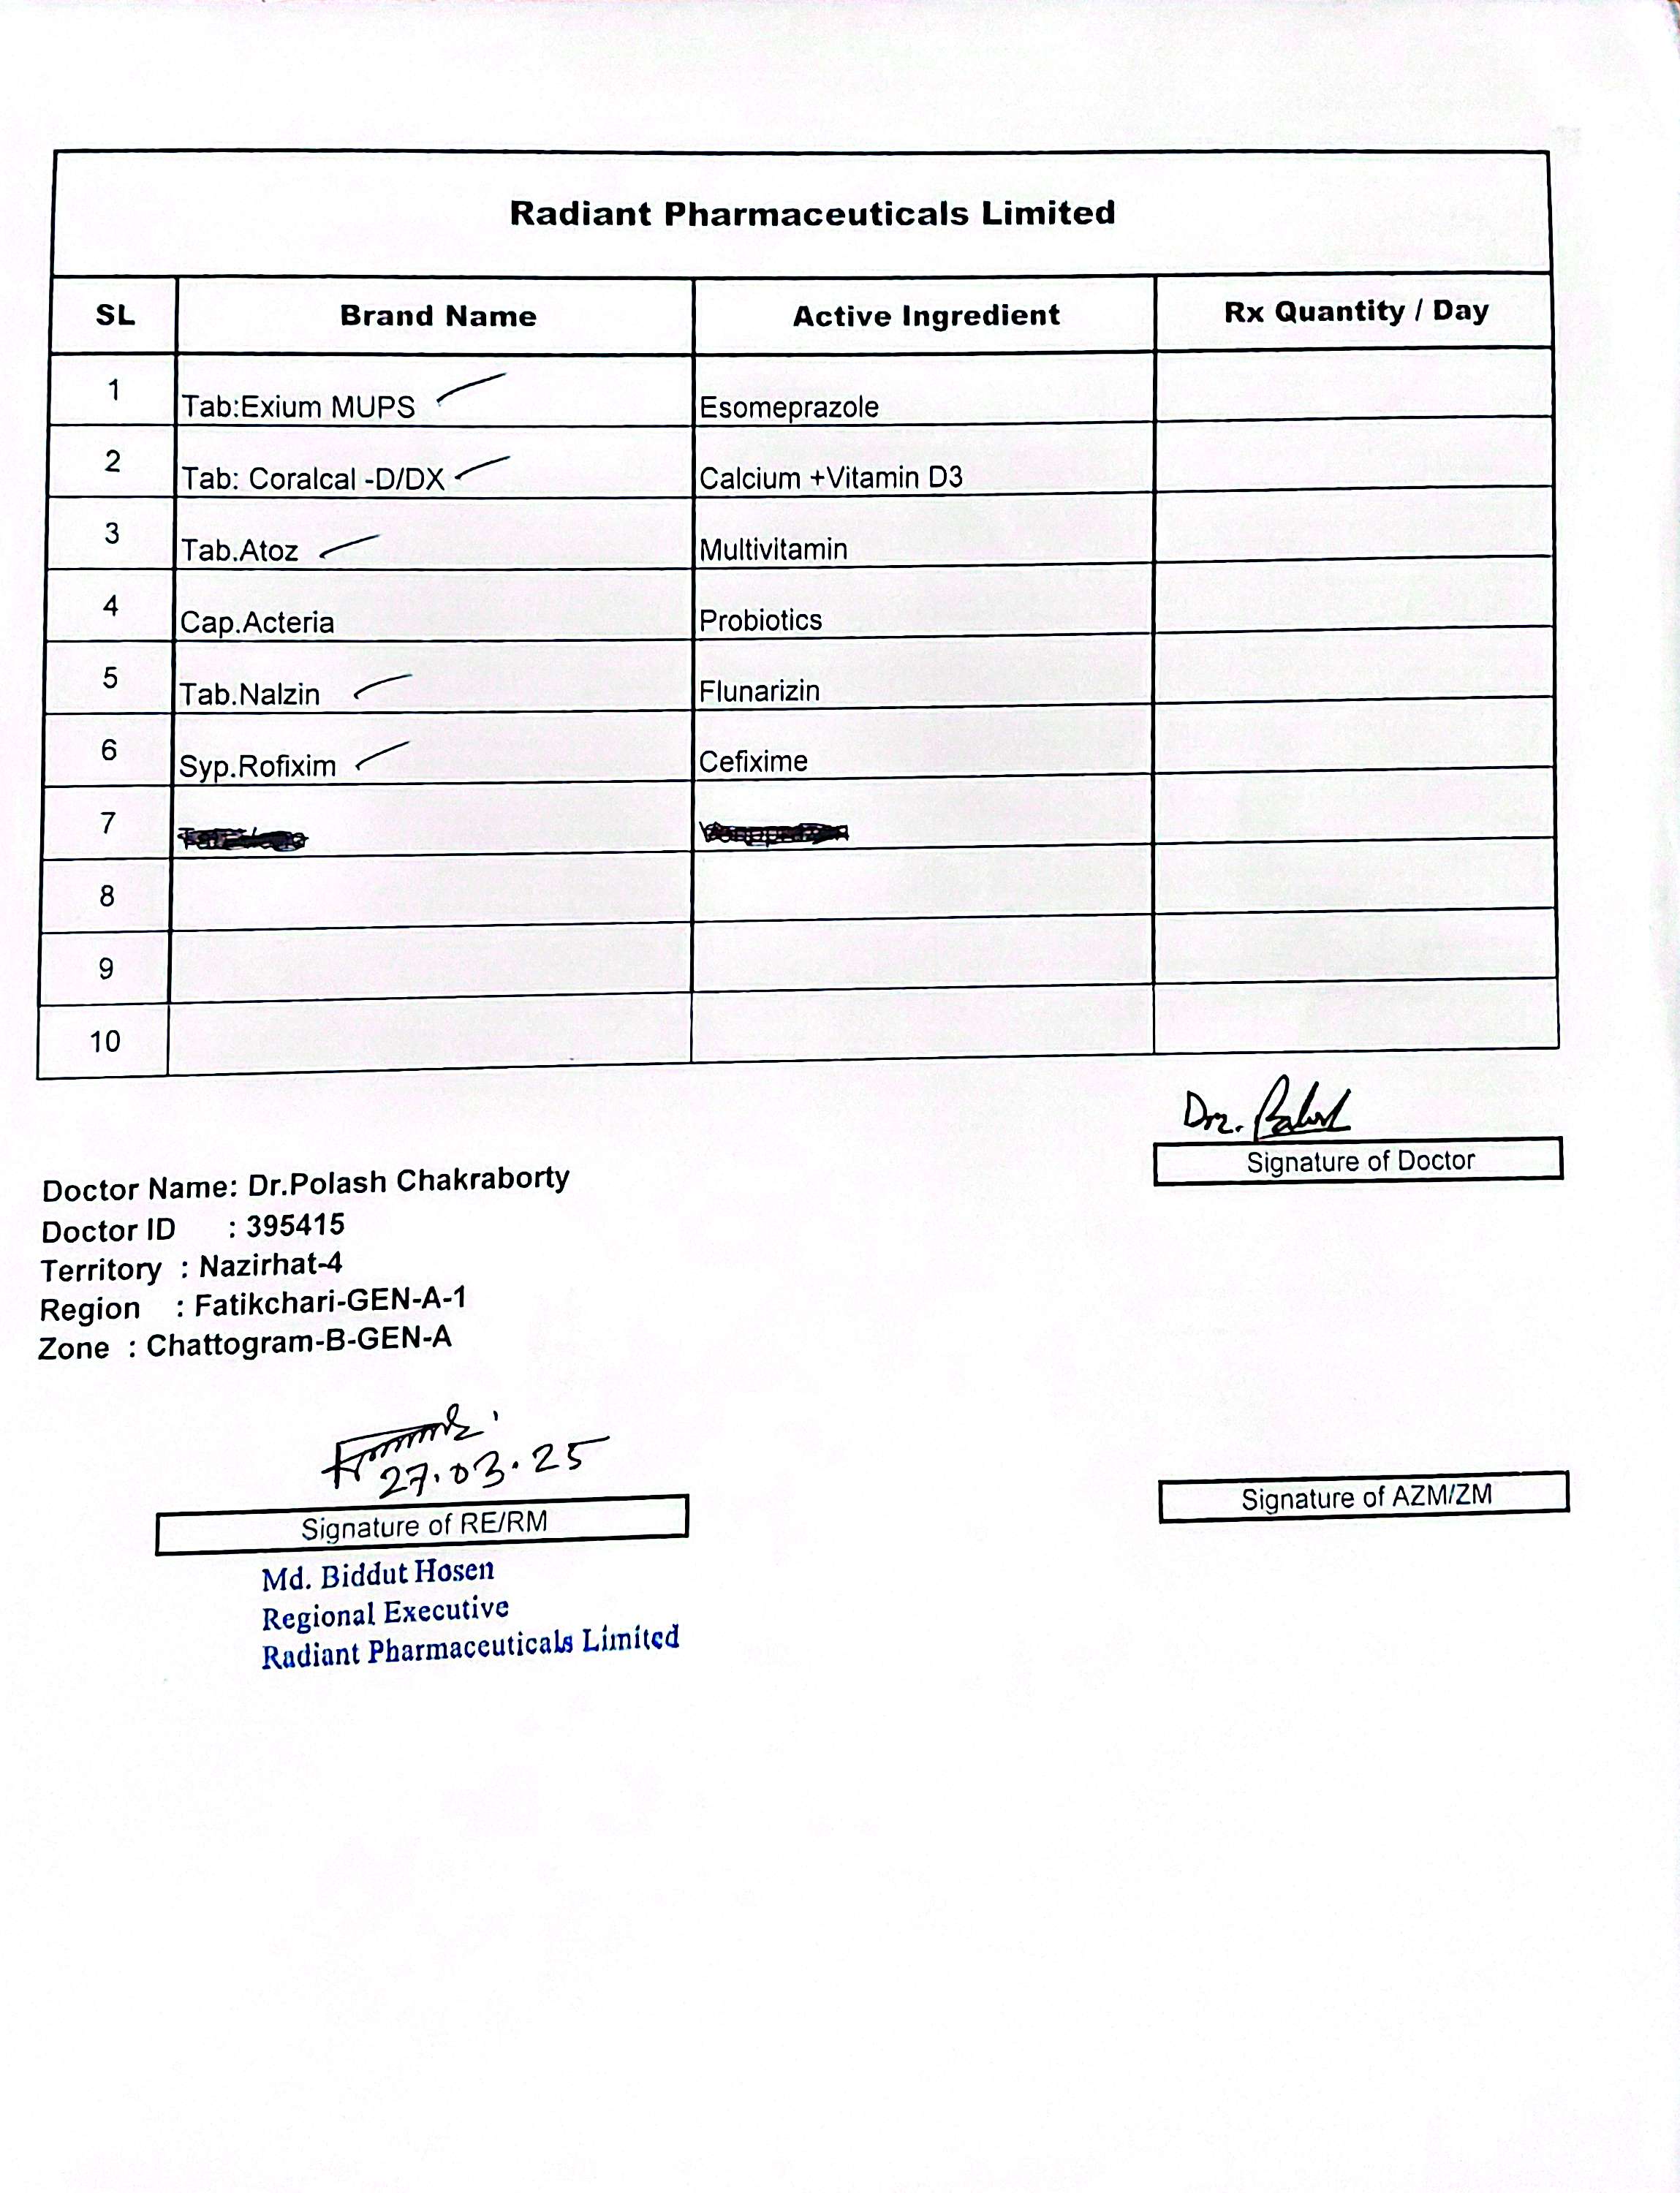 Radiant Pharmaceuticals Limited
SL Brand Name Active Ingredient Rx Quantity / Day
1 Tab:Exium MUPS Esomeprazole
2 Tab: Coralcal -D/DX Calcium +Vitamin D3
3 Tab.Atoz Multivitamin
4 Cap.Acteria Probiotics
5 Tab.Nalzin Flunarizin
6 Syp.Rofixim Cefixime
7
8
9
10
Dr.
Signature of Doctor
Doctor Name: Dr.Polash Chakraborty
Doctor ID : 395415
Territory : Nazirhat-4
Region : Fatikchari-GEN-A-1
Zone : Chattogram-B-GEN-A
27.03.25
Signature of RE/RM
Signature of AZM/ZM
Md. Biddut Hosen
Regional Executive
Radiant Pharmaceuticals Limited